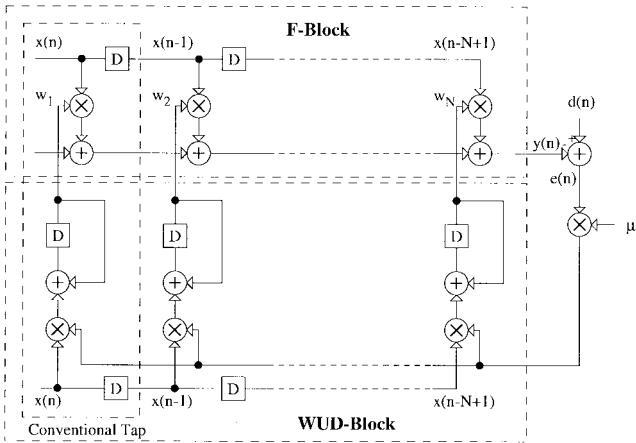 F-Block
x(n) D x(n-1) D x(n-N+1)
w1 × w2 × wN × d(n)
+ + + y(n) - + +
e(n)
× μ
D D D
+ + +
× × ×
x(n) D x(n-1) D x(n-N+1)
Conventional Tap WUD-Block